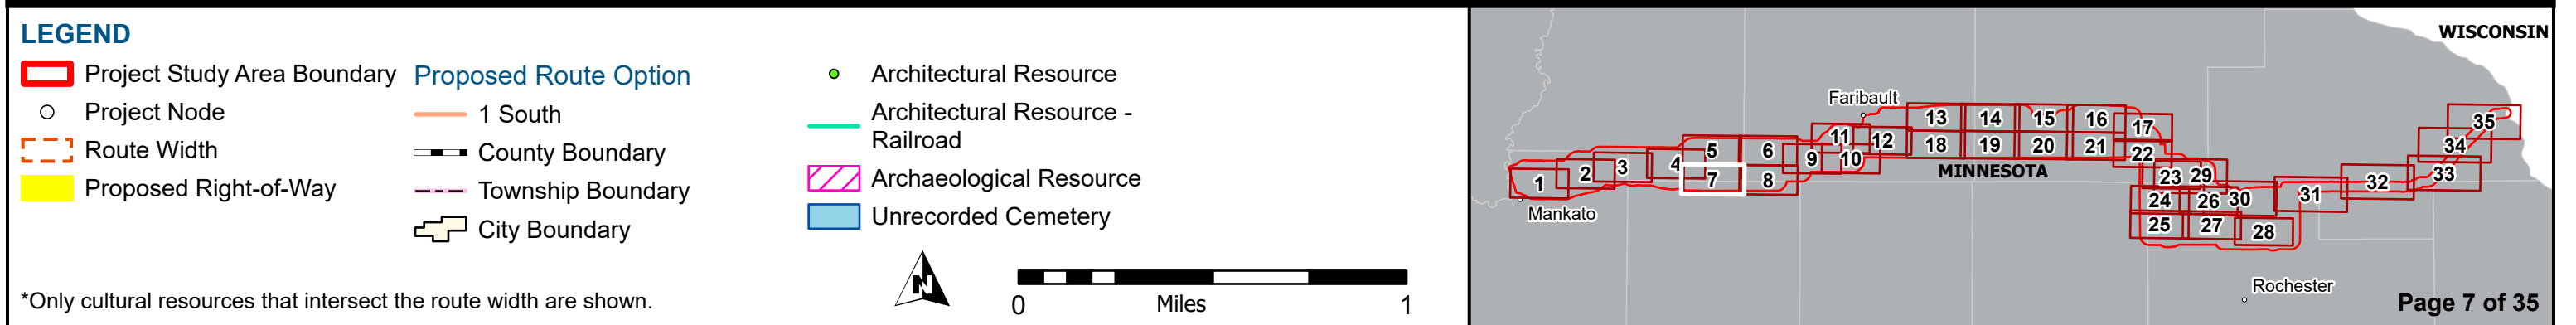 LEGEND
Project Study Area Boundary
Project Node
Route Width
Proposed Right-of-Way
Proposed Route Option
1 South
County Boundary
Township Boundary
City Boundary
Architectural Resource
Architectural Resource -
Railroad
Archaeological Resource
Unrecorded Cemetery
*Only cultural resources that intersect the route width are shown.
N
0 Miles 1
WISCONSIN
Faribault
MINNESOTA
Mankato
Rochester
1
2
3
4
5
6
7
8
9
10
11
12
13
14
15
16
17
18
19
20
21
22
23
29
24
26
30
25
27
28
31
32
33
34
35
Page 7 of 35